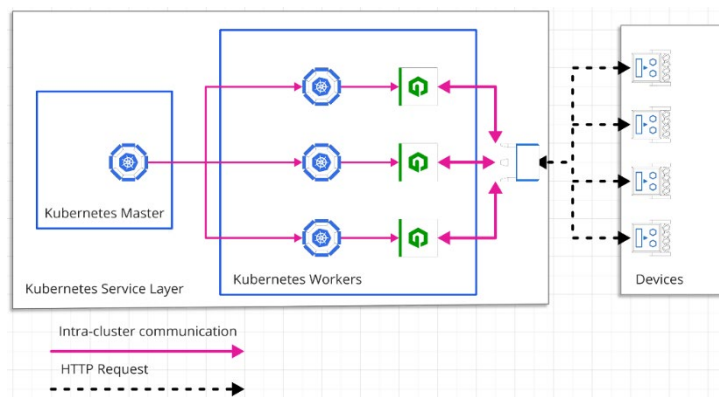 Kubernetes Master
Kubernetes Workers
Kubernetes Service Layer
Devices
Intra-cluster communication
HTTP Request